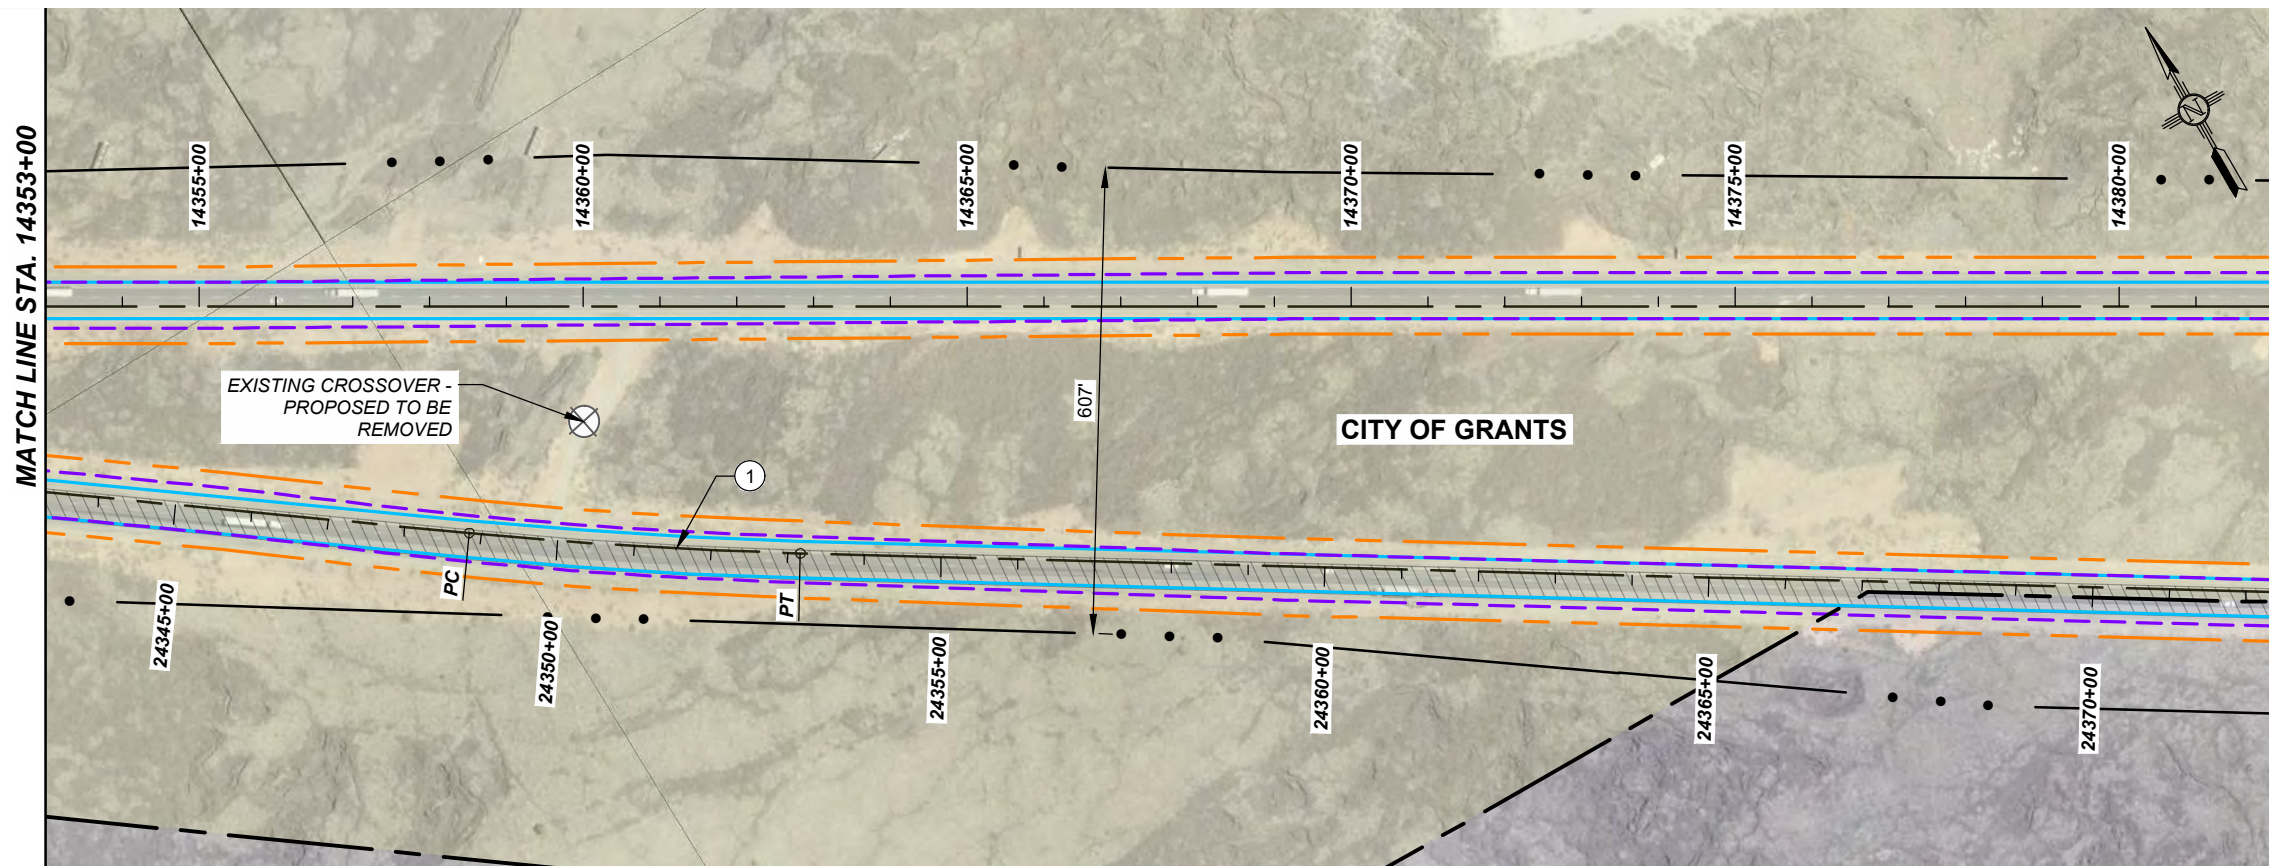 MATCH LINE STA. 14353+00
14355+00
14360+00
14365+00
14370+00
14375+00
14380+00
N
EXISTING CROSSOVER -
PROPOSED TO BE
REMOVED
607'
CITY OF GRANTS
1
PC
PT
24345+00
24350+00
24355+00
24360+00
24365+00
24370+00